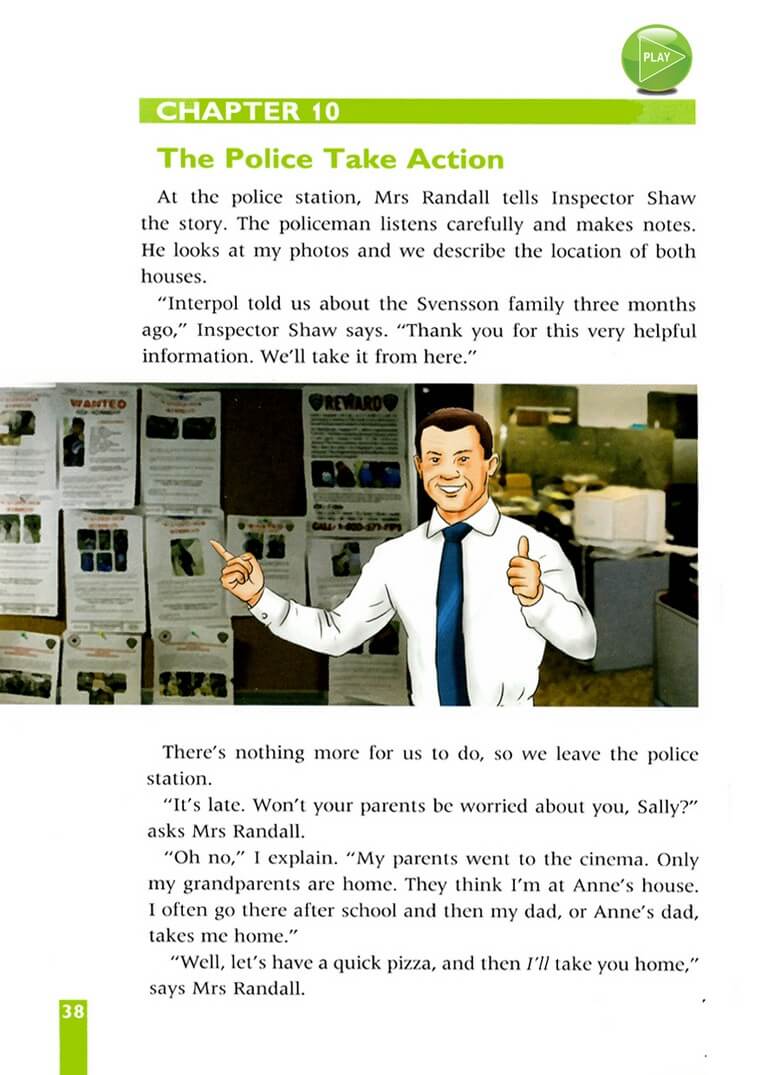 PLAY
CHAPTER 10
The Police Take Action
At the police station, Mrs Randall tells Inspector Shaw
the story. The policeman listens carefully and makes notes.
He looks at my photos and we describe the location of both
houses.
“Interpol told us about the Svensson family three months
ago,” Inspector Shaw says. “Thank you for this very helpful
information. We’ll take it from here.”
WANTED
REWARD
There’s nothing more for us to do, so we leave the police
station.
“It’s late. Won’t your parents be worried about you, Sally?”
asks Mrs Randall.
“Oh no,” I explain. “My parents went to the cinema. Only
my grandparents are home. They think I’m at Anne’s house.
I often go there after school and then my dad, or Anne’s dad,
takes me home.”
“Well, let’s have a quick pizza, and then I’ll take you home,”
says Mrs Randall.
38